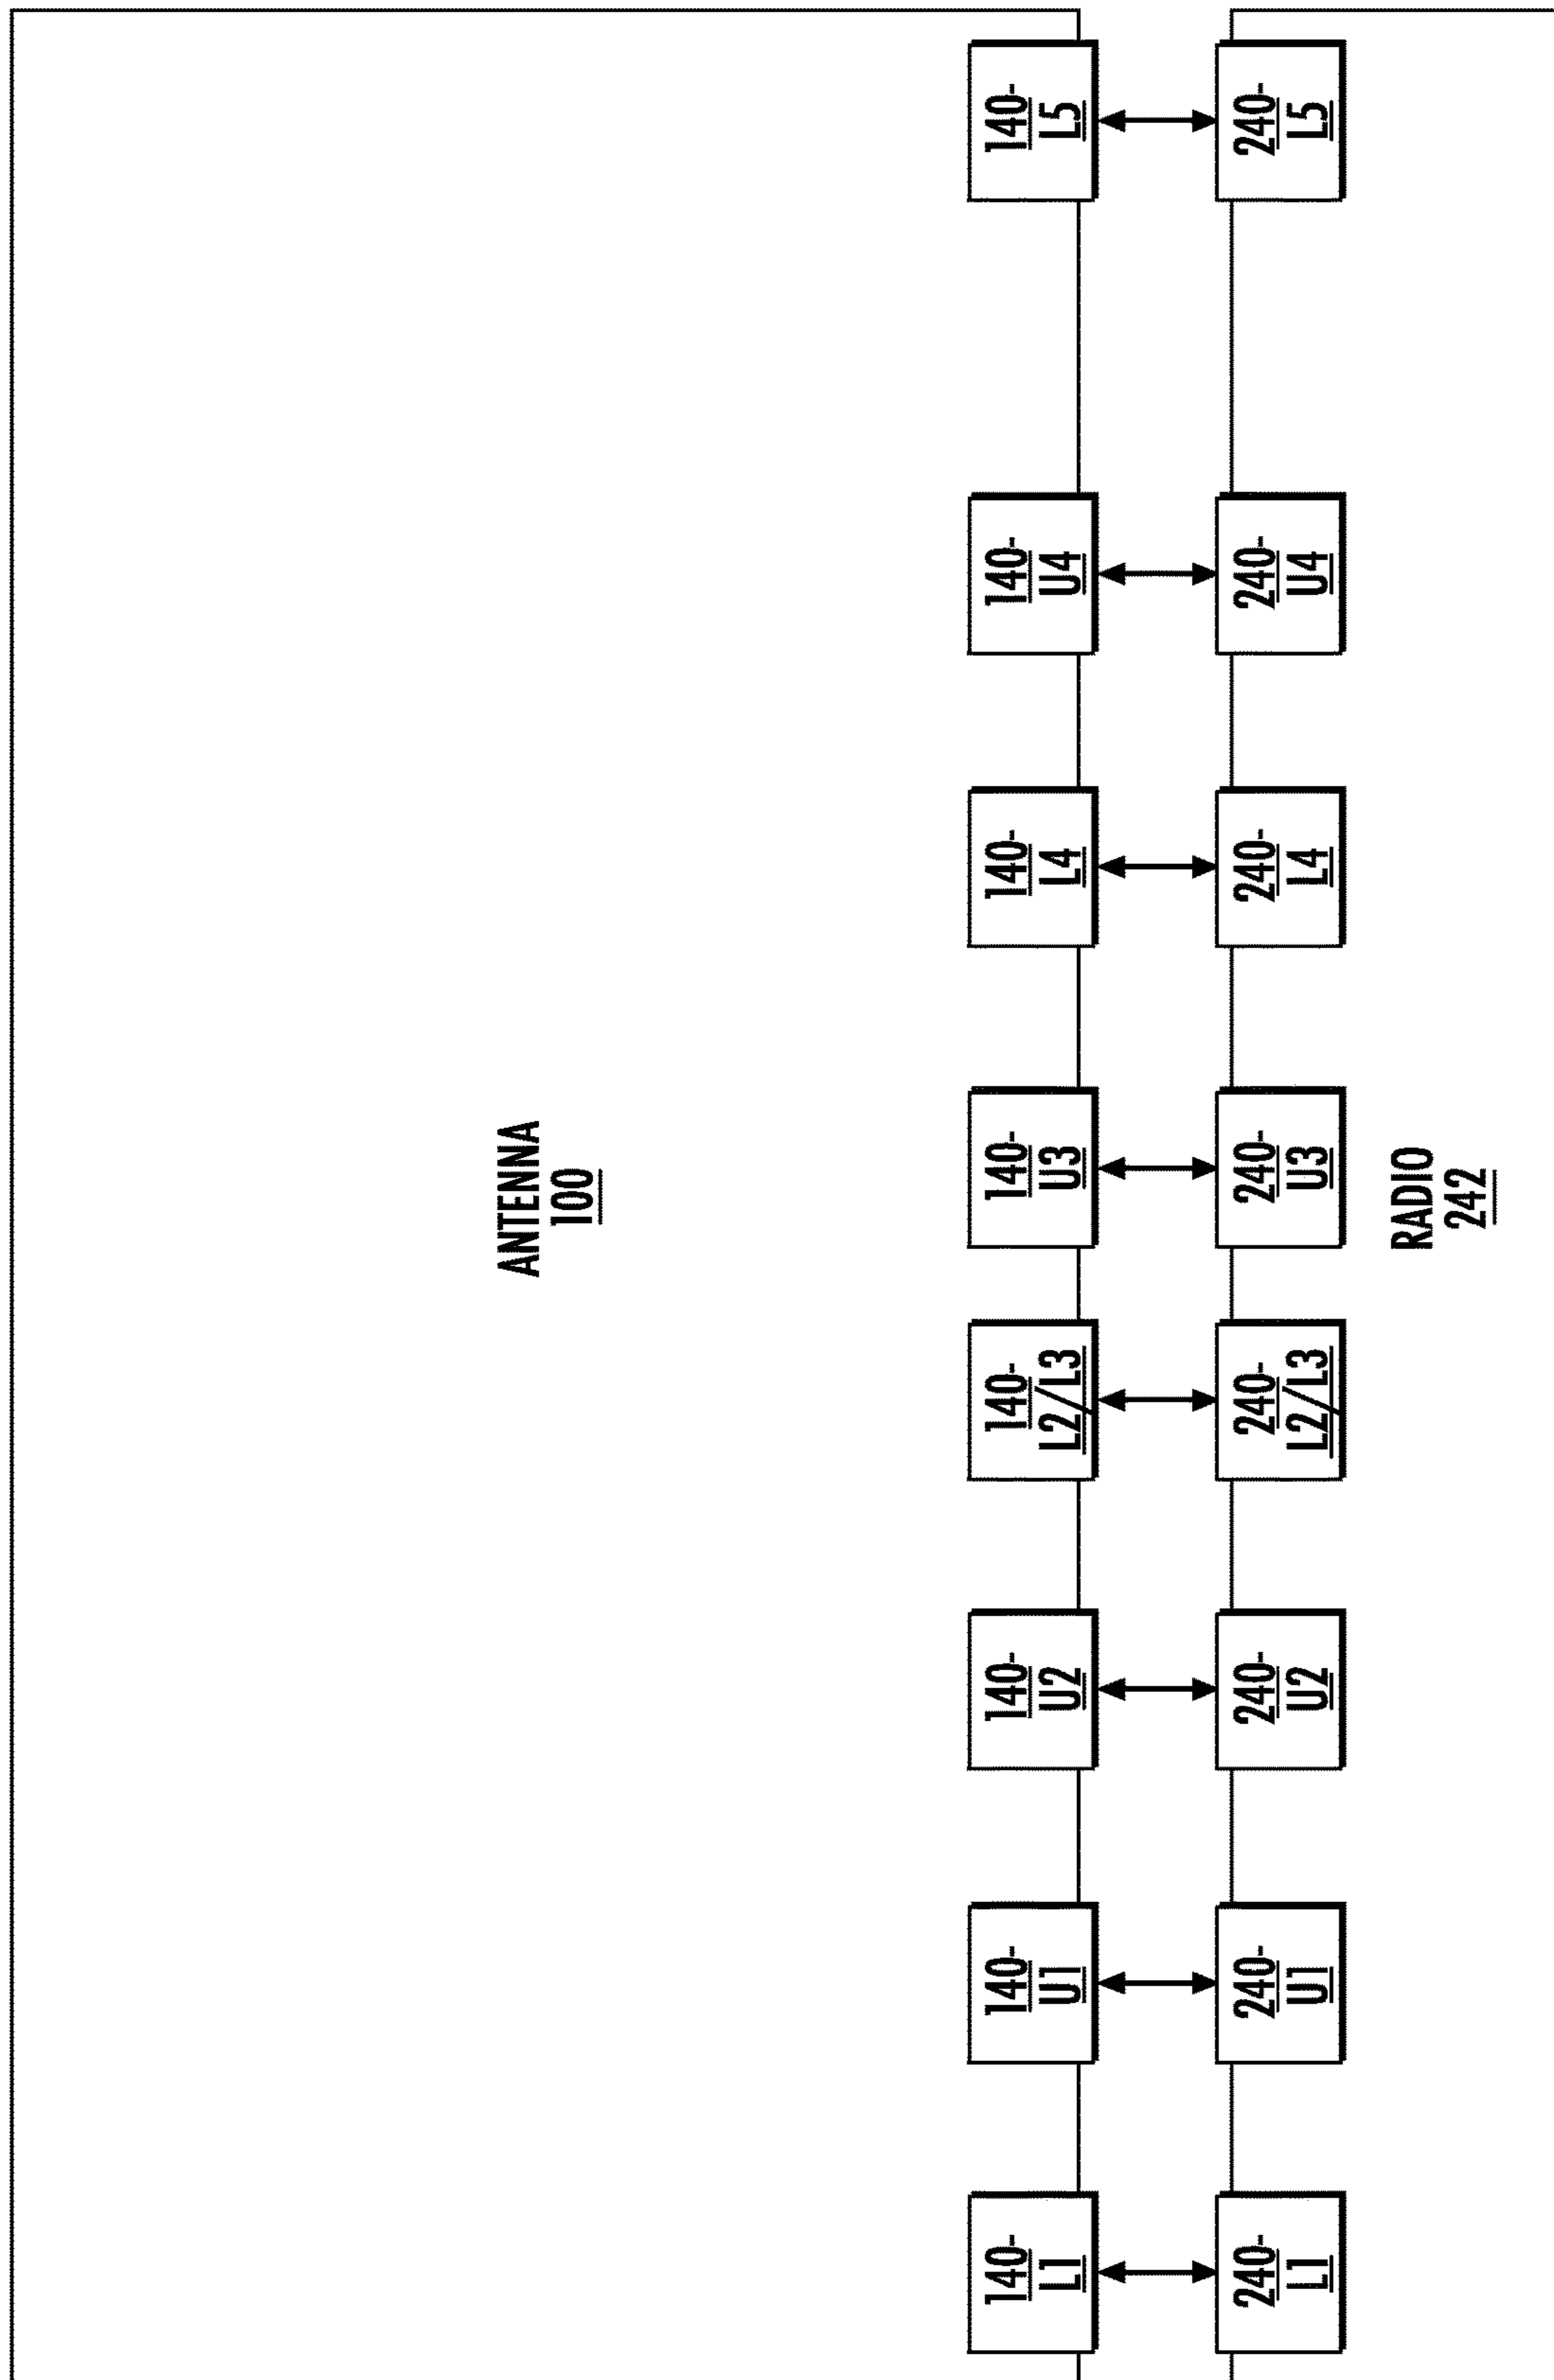 ANTENNA
100
140-
L1
140-
U1
140-
U2
140-
L2/L3
140-
U3
140-
L4
140-
U4
140-
L5
240-
L1
240-
U1
240-
U2
240-
L2/L3
240-
U3
240-
L4
240-
U4
240-
L5
RADIO
242